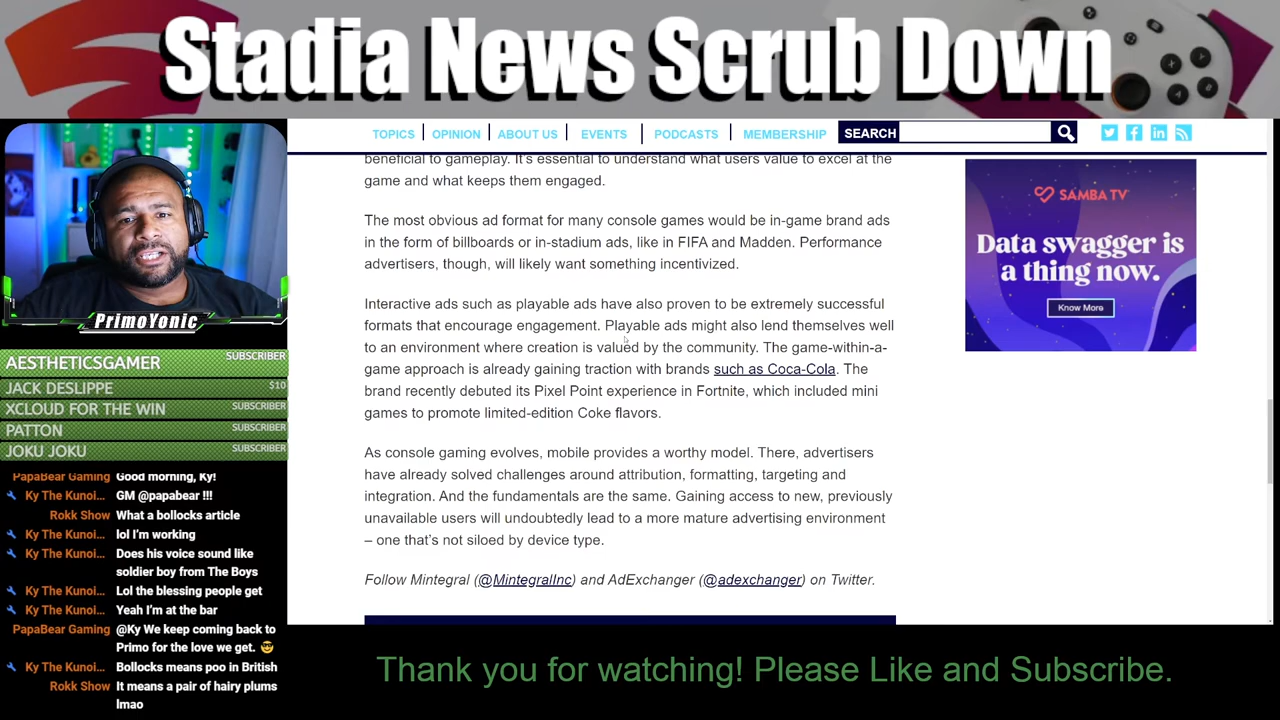 Stadia News Scrub Down
TOPICS
OPINION
ABOUT US
EVENTS
PODCASTS
MEMBERSHIP
SEARCH
beneficial to gameplay. It's essential to understand what users value to excel at the
game and what keeps them engaged.
The most obvious ad format for many console games would be in-game brand ads
in the form of billboards or in-stadium ads, like in FIFA and Madden. Performance
advertisers, though, will likely want something incentivized.
Interactive ads such as playable ads have also proven to be extremely successful
formats that encourage engagement. Playable ads might also lend themselves well
to an environment where creation is valued by the community. The game-within-a-
game approach is already gaining traction with brands such as Coca-Cola. The
brand recently debuted its Pixel Point experience in Fortnite, which included mini
games to promote limited-edition Coke flavors.
As console gaming evolves, mobile provides a worthy model. There, advertisers
have already solved challenges around attribution, formatting, targeting and
integration. And the fundamentals are the same. Gaining access to new, previously
unavailable users will undoubtedly lead to a more mature advertising environment
– one that's not siloed by device type.
Follow Mintegral (@MintegralInc) and AdExchanger (@adexchanger) on Twitter.
SAMBA TV
Data swagger is
a thing now.
Know More
PrimoYonic
AESTHETICSGAMER SUBSCRIBER
JACK DESLIPPE $10
XCLOUD FOR THE WIN SUBSCRIBER
PATTON SUBSCRIBER
JOKU JOKU SUBSCRIBER
PapaBear Gaming Good morning, Ky!
Ky The Kunoi... GM @papabear !!!
Rokk Show What a bollocks article
Ky The Kunoi... lol I'm working
Ky The Kunoi... Does his voice sound like
soldier boy from The Boys
Ky The Kunoi... Lol the blessing people get
Ky The Kunoi... Yeah I'm at the bar
PapaBear Gaming @Ky We keep coming back to
Primo for the love we get. 😎
Ky The Kunoi... Bollocks means poo in British
Rokk Show It means a pair of hairy plums
lmao
Thank you for watching! Please Like and Subscribe.